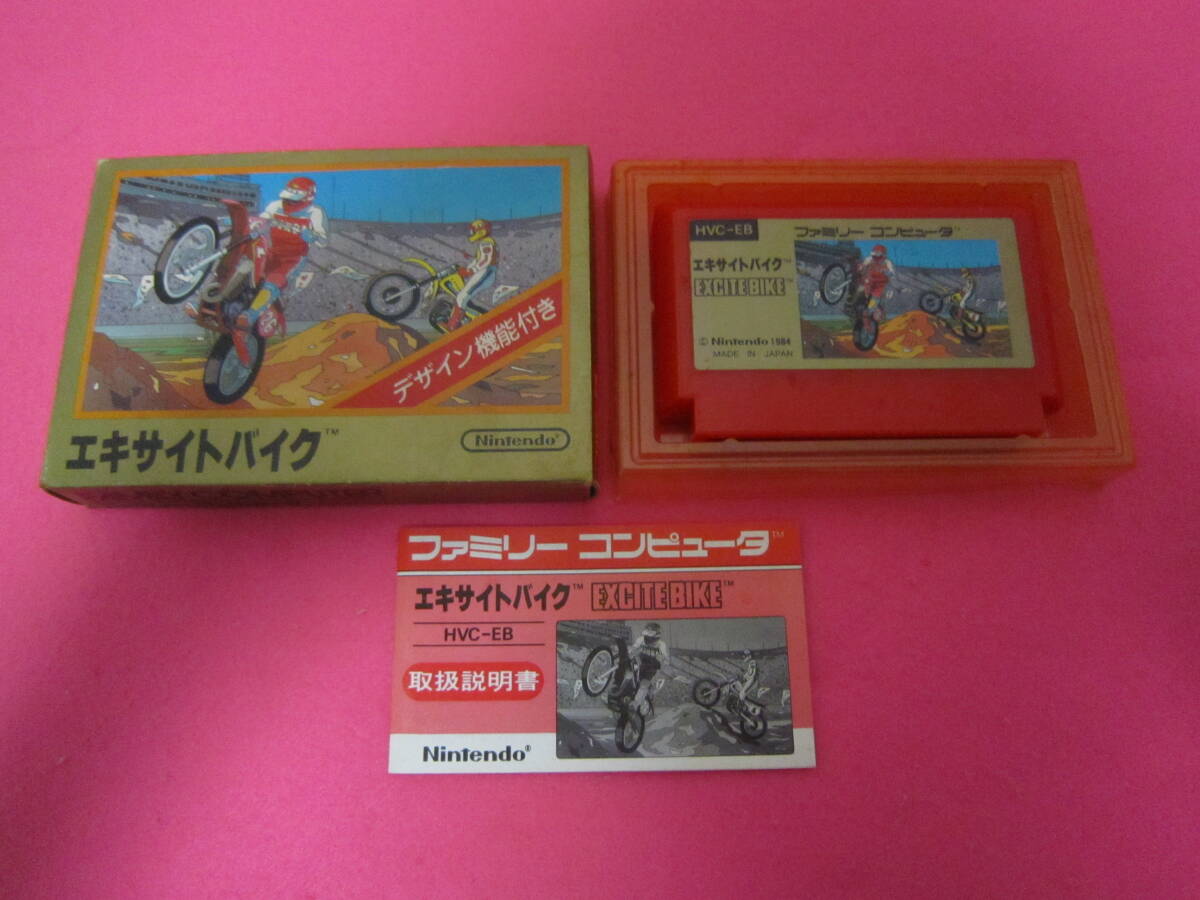 デザイン機能付き
エキサイトバイク™
Nintendo®
HVC-EB
ファミリー コンピュータ™
エキサイトバイク™
EXCITE BIKE™
© Nintendo 1984
MADE IN JAPAN
ファミリー コンピュータ™
エキサイトバイク™ EXCITE BIKE™
HVC-EB
取扱説明書
Nintendo®